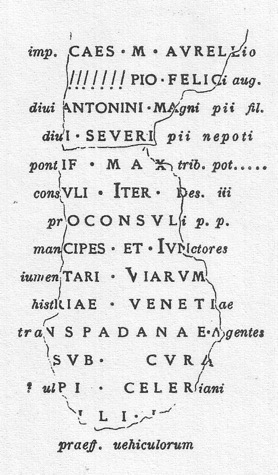 imp. CAES · M · AVRELLio
/////// PIO · FELICi aug.
diui ANTONINI · MAgni pii fil.
diuI · SEVERI pii nepoti
pontIF · MAX trib. pot.....
consVLI · ITER · Des. iii
prOCONSVLi p. p.
manCIPES · ET · IVNctores
iumenTARI · VIARVM
histRIAE · VENETIae
traNSPADANAE · Agentes
SVB · CVRA
? ulPI · CELERiani
LLI ·
praeff. uehiculorum